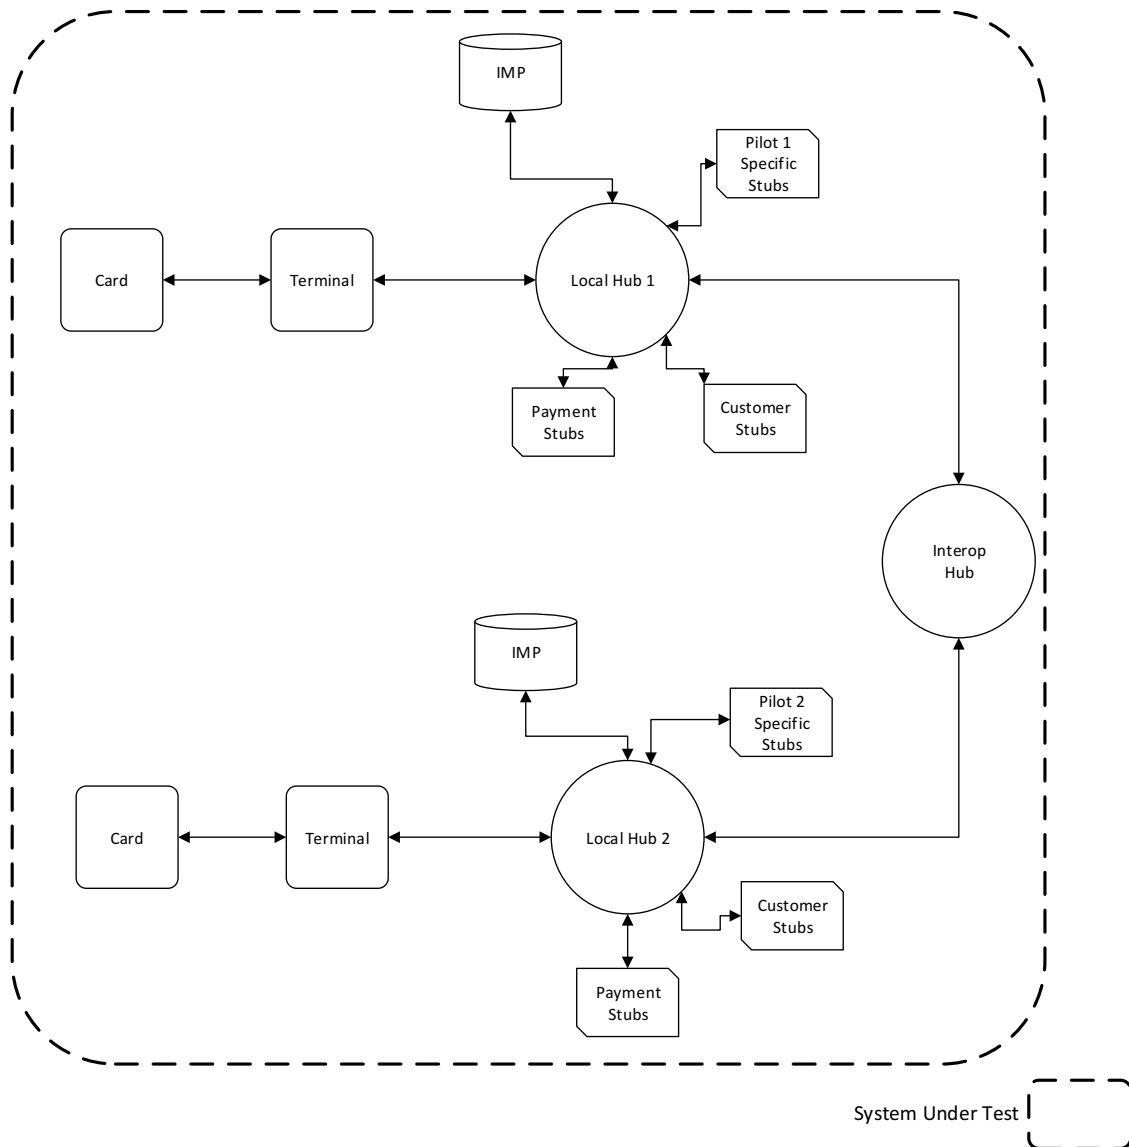 IMP
Pilot 1
Specific
Stubs
Card
Terminal
Local Hub 1
Payment
Stubs
Customer
Stubs
Interop
Hub
IMP
Pilot 2
Specific
Stubs
Card
Terminal
Local Hub 2
Customer
Stubs
Payment
Stubs
System Under Test